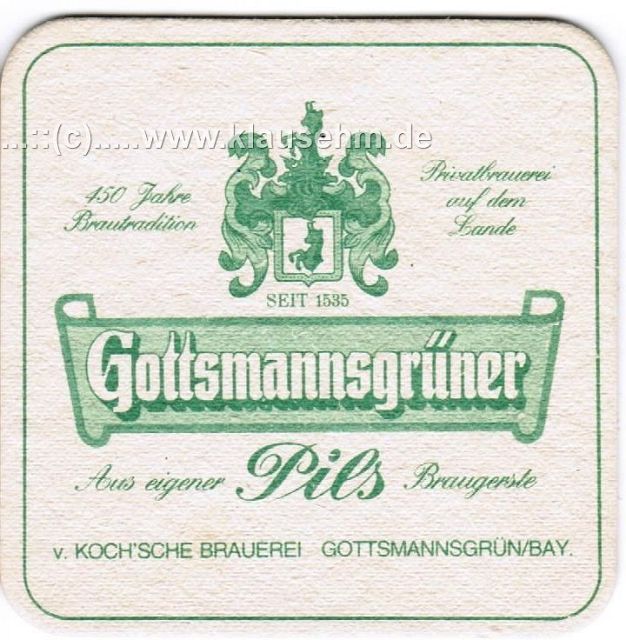 ...::(c).....www.klausehm.de
450 Jahre
Brautradition
Privatbrauerei
auf dem
Lande
SEIT 1535
Gottsmannsgrüner
Aus eigener Pils Braugerste
v. KOCH'SCHE BRAUEREI GOTTSMANNSGRÜN/BAY.